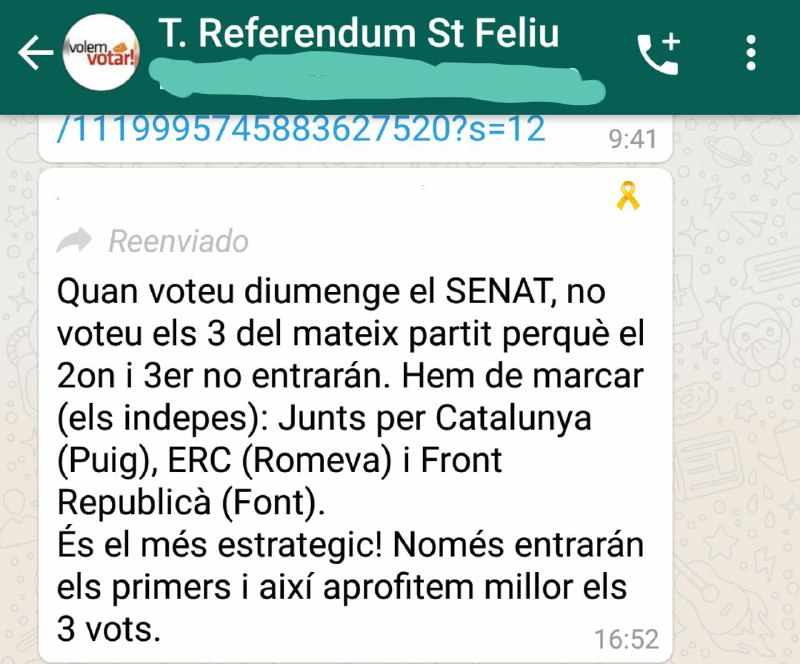 volem
votar!
T. Referendum St Feliu
/1119995745883627520?s=12
9:41
Reenviado
Quan voteu diumenge el SENAT, no
voteu els 3 del mateix partit perquè el
2on i 3er no entrarán. Hem de marcar
(els indepes): Junts per Catalunya
(Puig), ERC (Romeva) i Front
Republicà (Font).
És el més estrategic! Només entrarán
els primers i així aprofitem millor els
3 vots.
16:52